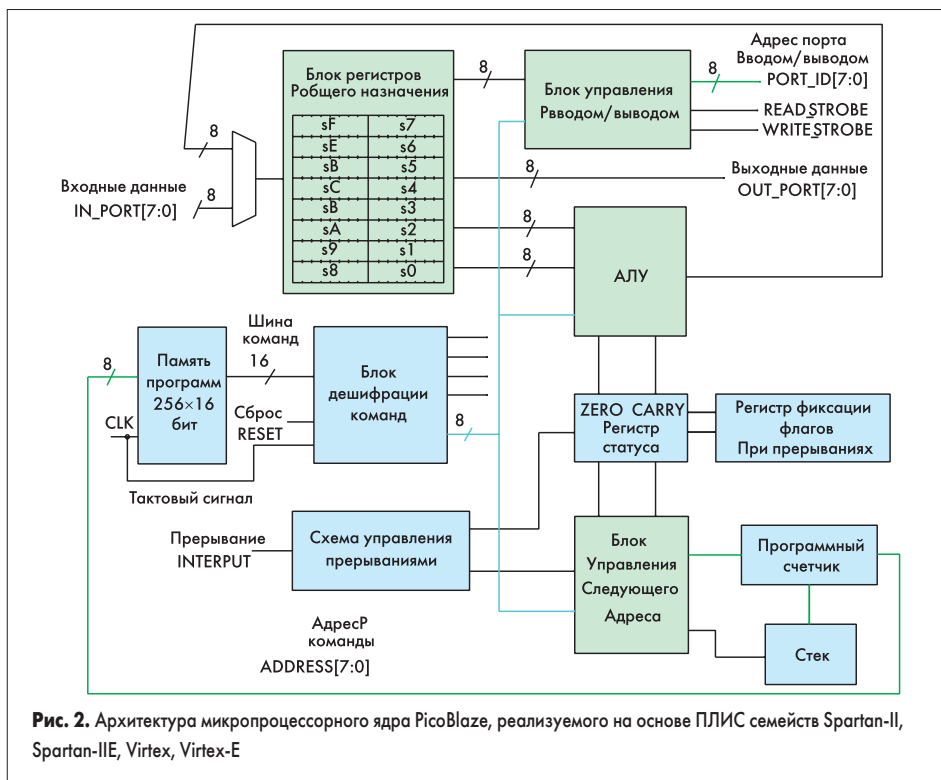 Адрес порта
Вводом/выводом
PORT_ID[7:0]
8
8
Блок регистров
Робщего назначения
Блок управления
Рвводом/выводом
READ_STROBE
WRITE_STROBE
sF s7
sE s6
sB s5
sC s4
sB s3
sA s2
s9 s1
s8 s0
8
Входные данные
IN_PORT[7:0]
8
8
Выходные данные
OUT_PORT[7:0]
8
8
АЛУ
Шина
команд
16
8
Память
программ
256×16
бит
Блок
дешифрации
команд
CLK
Сброс
RESET
8
Тактовый сигнал
ZERO CARRY
Регистр
статуса
Регистр фиксации
флагов
При прерываниях
Прерывание
INTERPUT
Схема управления
прерываниями
Блок
Управления
Следующего
Адреса
Программный
счетчик
Стек
АдресР
команды
ADDRESS[7:0]
Рис. 2. Архитектура микропроцессорного ядра PicoBlaze, реализуемого на основе ПЛИС семейств Spartan-II,
Spartan-IIE, Virtex, Virtex-E